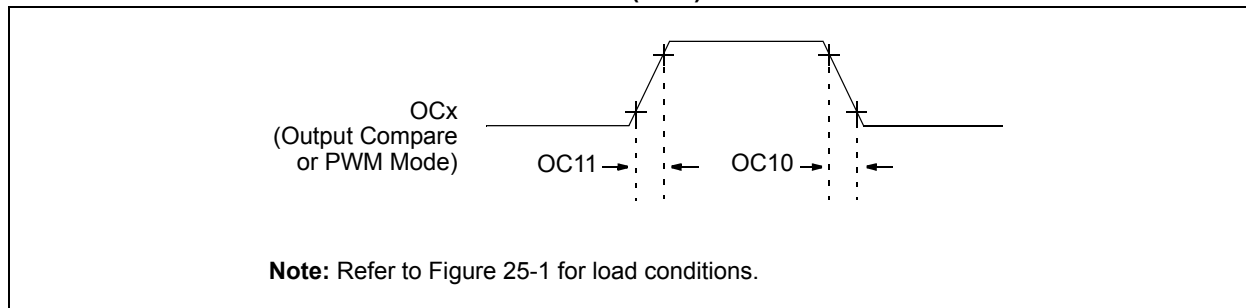 OCx
(Output Compare
or PWM Mode)
OC11
OC10
Note: Refer to Figure 25-1 for load conditions.